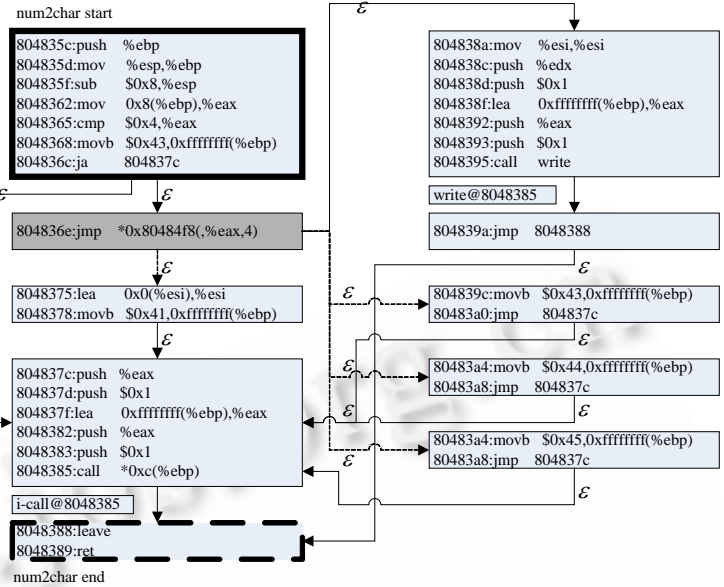 num2char start
804835c:push %ebp
804835d:mov %esp,%ebp
804835f:sub $0x8,%esp
8048362:mov 0x8(%ebp),%eax
8048365:cmp $0x4,%eax
8048368:movb $0x43,0xffffffff(%ebp)
804836c:ja 804837c
ε
ε
804836e:jmp *0x80484f8(,%eax,4)
ε
8048375:lea 0x0(%esi),%esi
8048378:movb $0x41,0xffffffff(%ebp)
ε
804837c:push %eax
804837d:push $0x1
804837f:lea 0xffffffff(%ebp),%eax
8048382:push %eax
8048383:push $0x1
8048385:call *0xc(%ebp)
i-call@8048385
8048388:leave
8048389:ret
num2char end
ε
804838a:mov %esi,%esi
804838c:push %edx
804838d:push $0x1
804838f:lea 0xffffffff(%ebp),%eax
8048392:push %eax
8048393:push $0x1
8048395:call write
write@8048385
804839a:jmp 8048388
ε
ε
804839c:movb $0x43,0xffffffff(%ebp)
80483a0:jmp 804837c
ε
ε
80483a4:movb $0x44,0xffffffff(%ebp)
80483a8:jmp 804837c
ε
ε
ε
80483a4:movb $0x45,0xffffffff(%ebp)
80483a8:jmp 804837c
ε